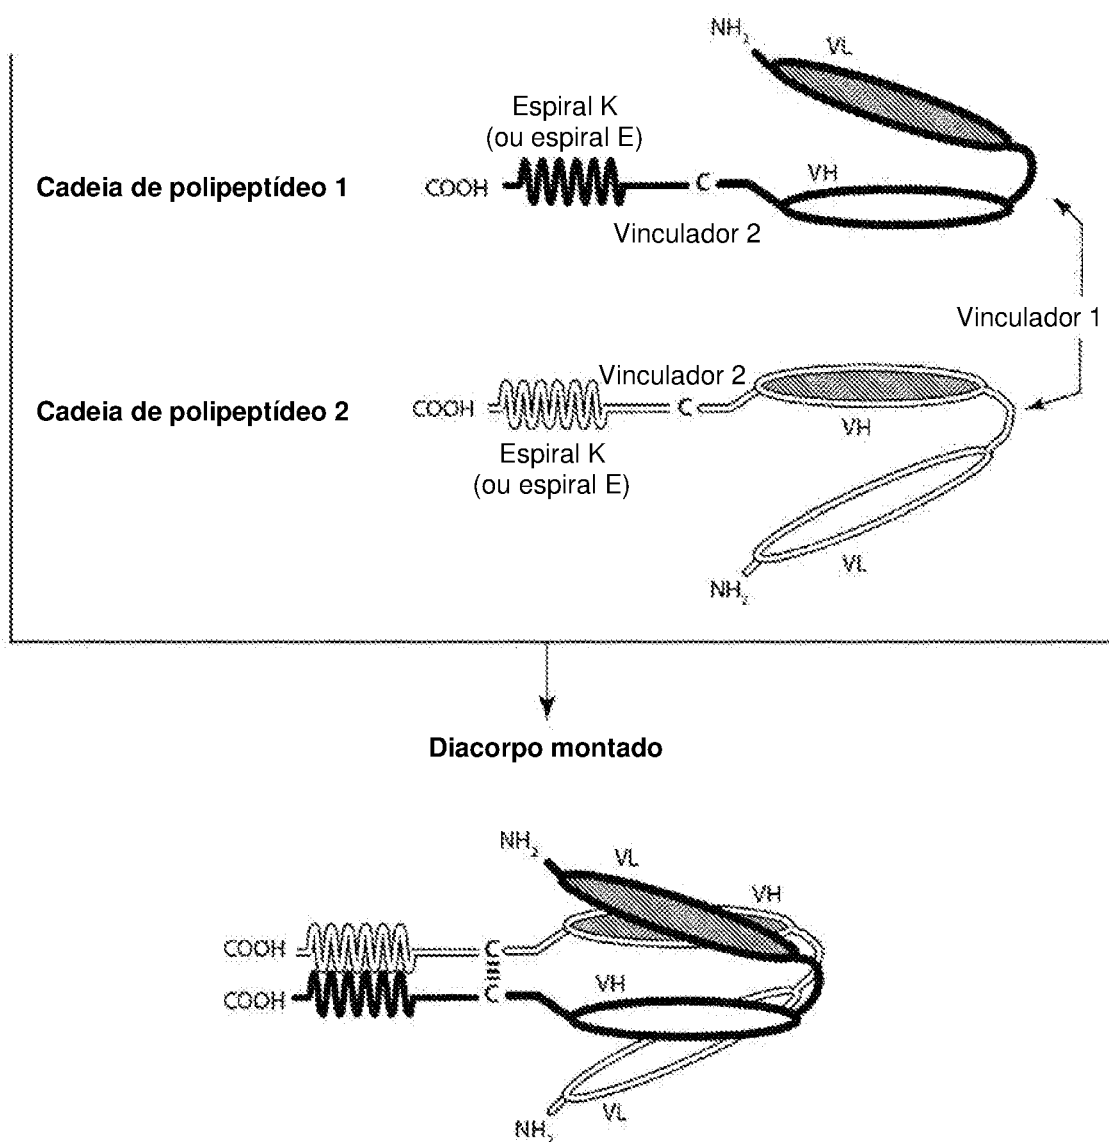 NH₂
VL
Espiral K
(ou espiral E)
Cadeia de polipeptídeo 1
COOH
C
VH
Vinculador 2
Vinculador 1
Cadeia de polipeptídeo 2
COOH
Vinculador 2
C
VH
Espiral K
(ou espiral E)
VL
NH₂
Diacorpo montado
NH₂
VL
VH
COOH
C
COOH
C
VH
VL
NH₂